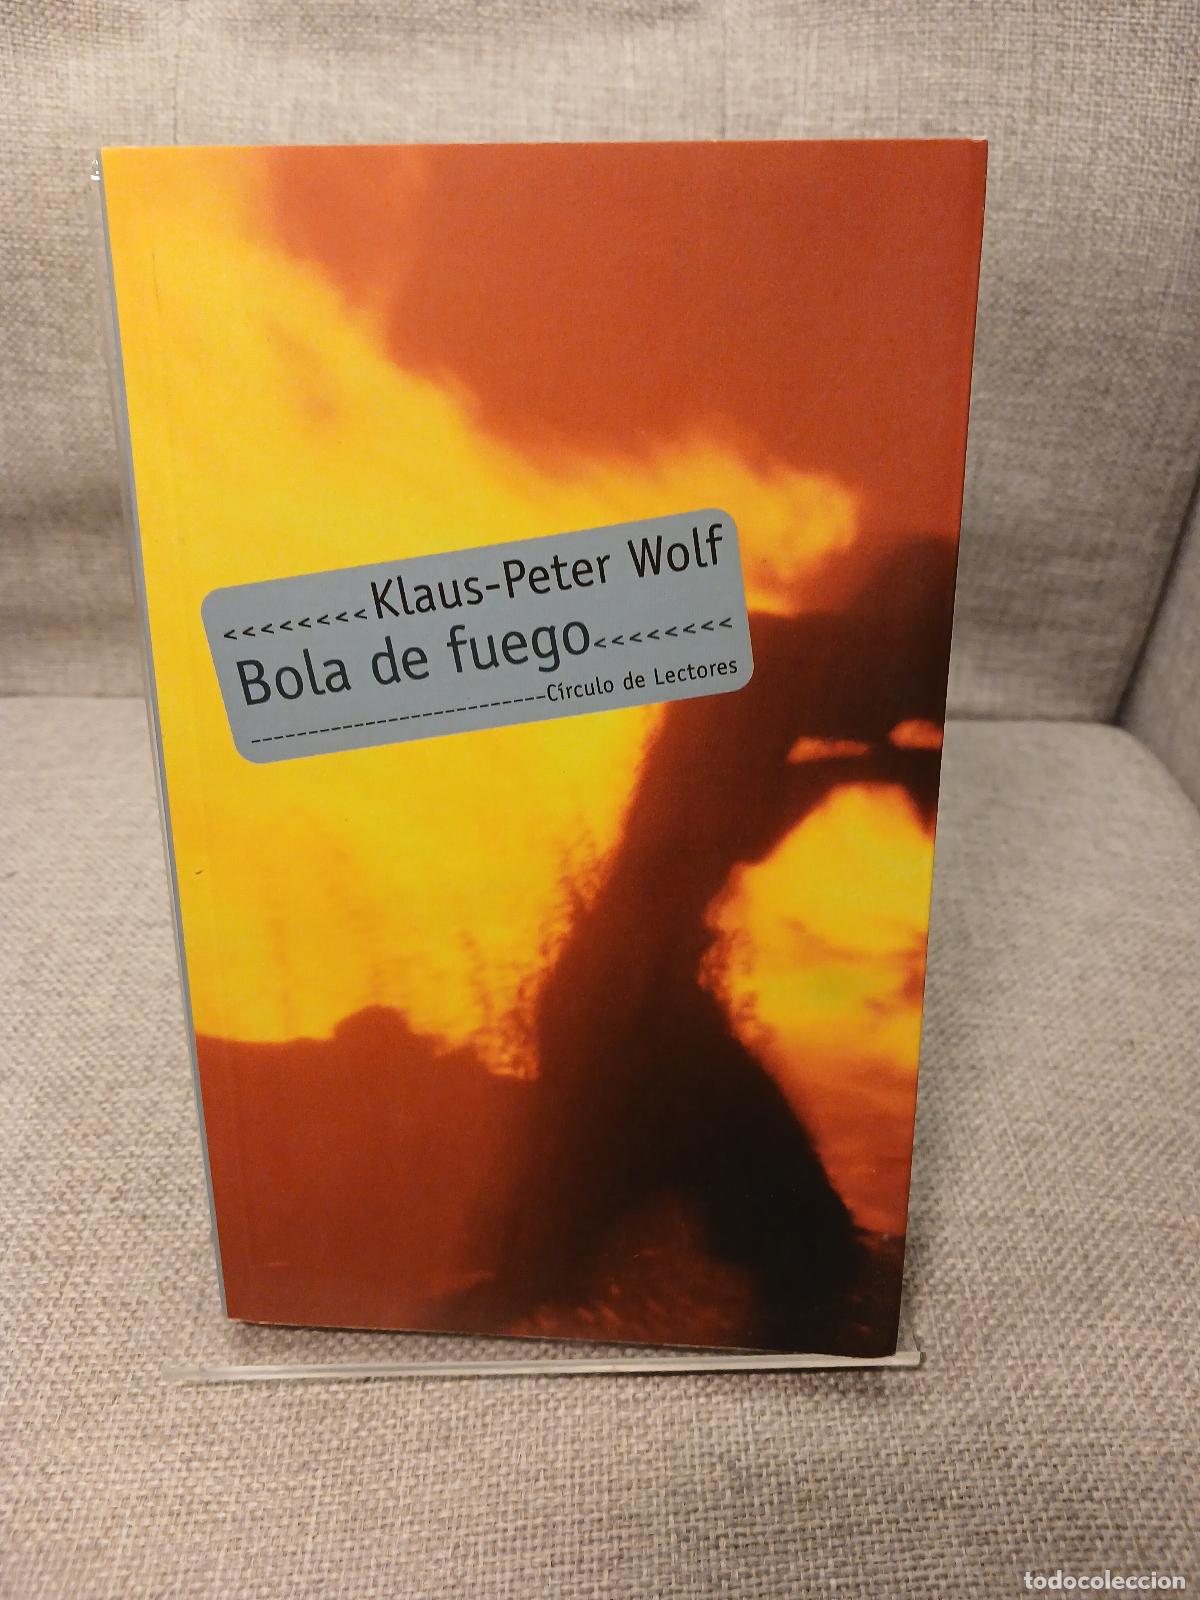 <<<<<<<<Klaus-Peter Wolf
Bola de fuego<<<<<<<<
---------------------------Círculo de Lectores
todocoleccion